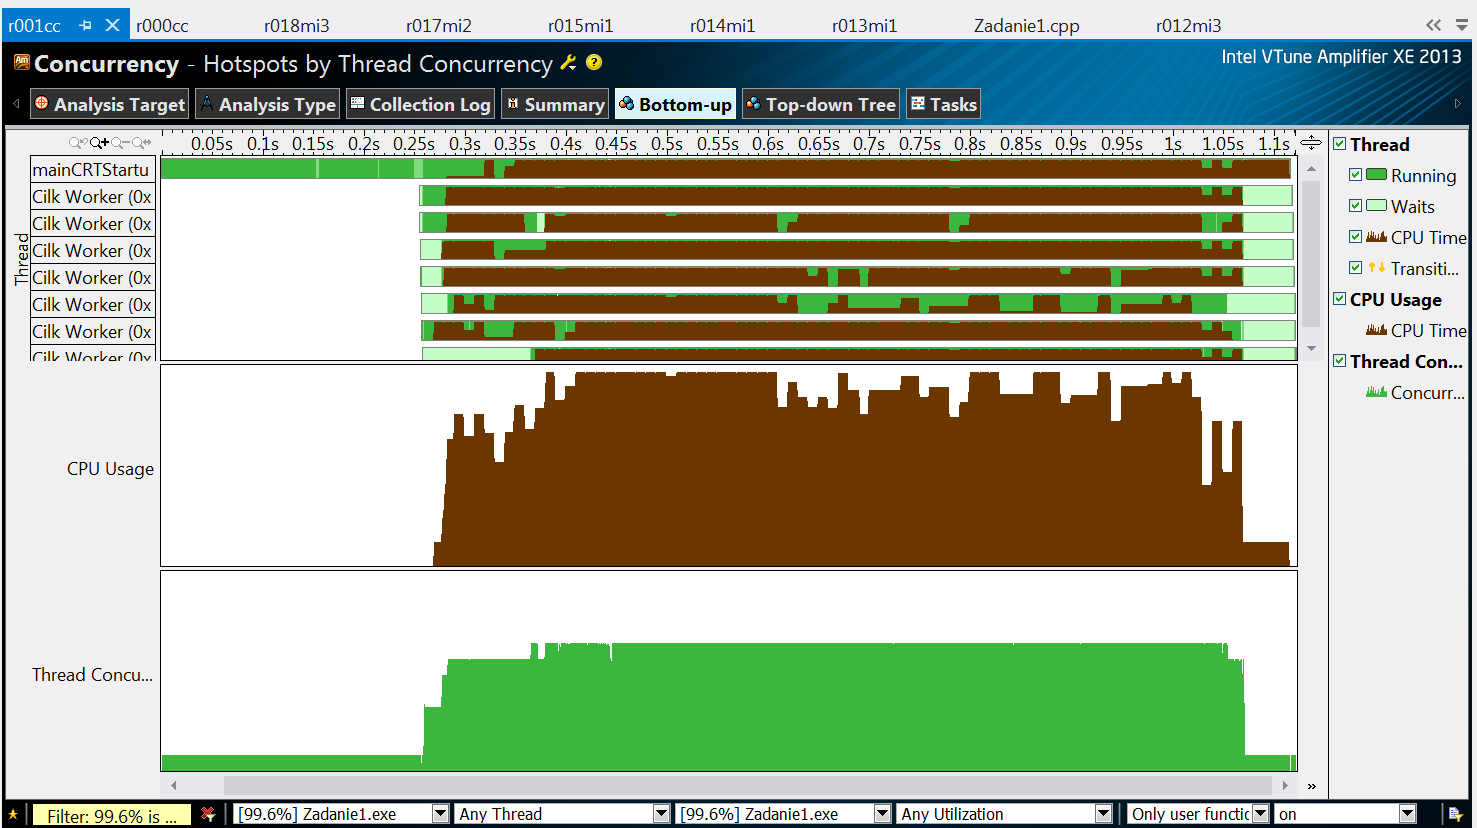 r001cc r000cc r018mi3 r017mi2 r015mi1 r014mi1 r013mi1 Zadanie1.cpp r012mi3
Am Concurrency - Hotspots by Thread Concurrency ? Intel VTune Amplifier XE 2013
Analysis Target Analysis Type Collection Log Summary Bottom-up Top-down Tree Tasks
0.05s 0.1s 0.15s 0.2s 0.25s 0.3s 0.35s 0.4s 0.45s 0.5s 0.55s 0.6s 0.65s 0.7s 0.75s 0.8s 0.85s 0.9s 0.95s 1s 1.05s 1.1s
Thread
mainCRTStartu
Cilk Worker (0x
Cilk Worker (0x
Cilk Worker (0x
Cilk Worker (0x
Cilk Worker (0x
Cilk Worker (0x
Cilk Worker (0x
CPU Usage
Thread Concu...
Thread
Running
Waits
CPU Time
Transiti...
CPU Usage
CPU Time
Thread Con...
Concurr...
Filter: 99.6% is ... [99.6%] Zadanie1.exe Any Thread [99.6%] Zadanie1.exe Any Utilization Only user functic on